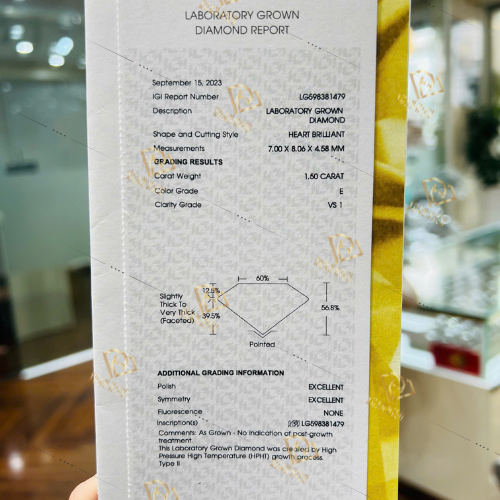 LABORATORY GROWN
DIAMOND REPORT
September 15, 2023
IGI Report Number LG598381479
Description LABORATORY GROWN
DIAMOND
Shape and Cutting Style HEART BRILLIANT
Measurements 7.00 X 8.06 X 4.58 MM
GRADING RESULTS
Carat Weight 1.50 CARAT
Color Grade E
Clarity Grade VS 1
60%
Slightly
Thick To
Very Thick
(Faceted)
12.5%
39.5%
56.8%
Pointed
ADDITIONAL GRADING INFORMATION
Polish EXCELLENT
Symmetry EXCELLENT
Fluorescence NONE
Inscription(s) LG598381479
Comments: As Grown - No indication of post-growth
treatment.
This Laboratory Grown Diamond was created by High
Pressure High Temperature (HPHT) growth process.
Type II